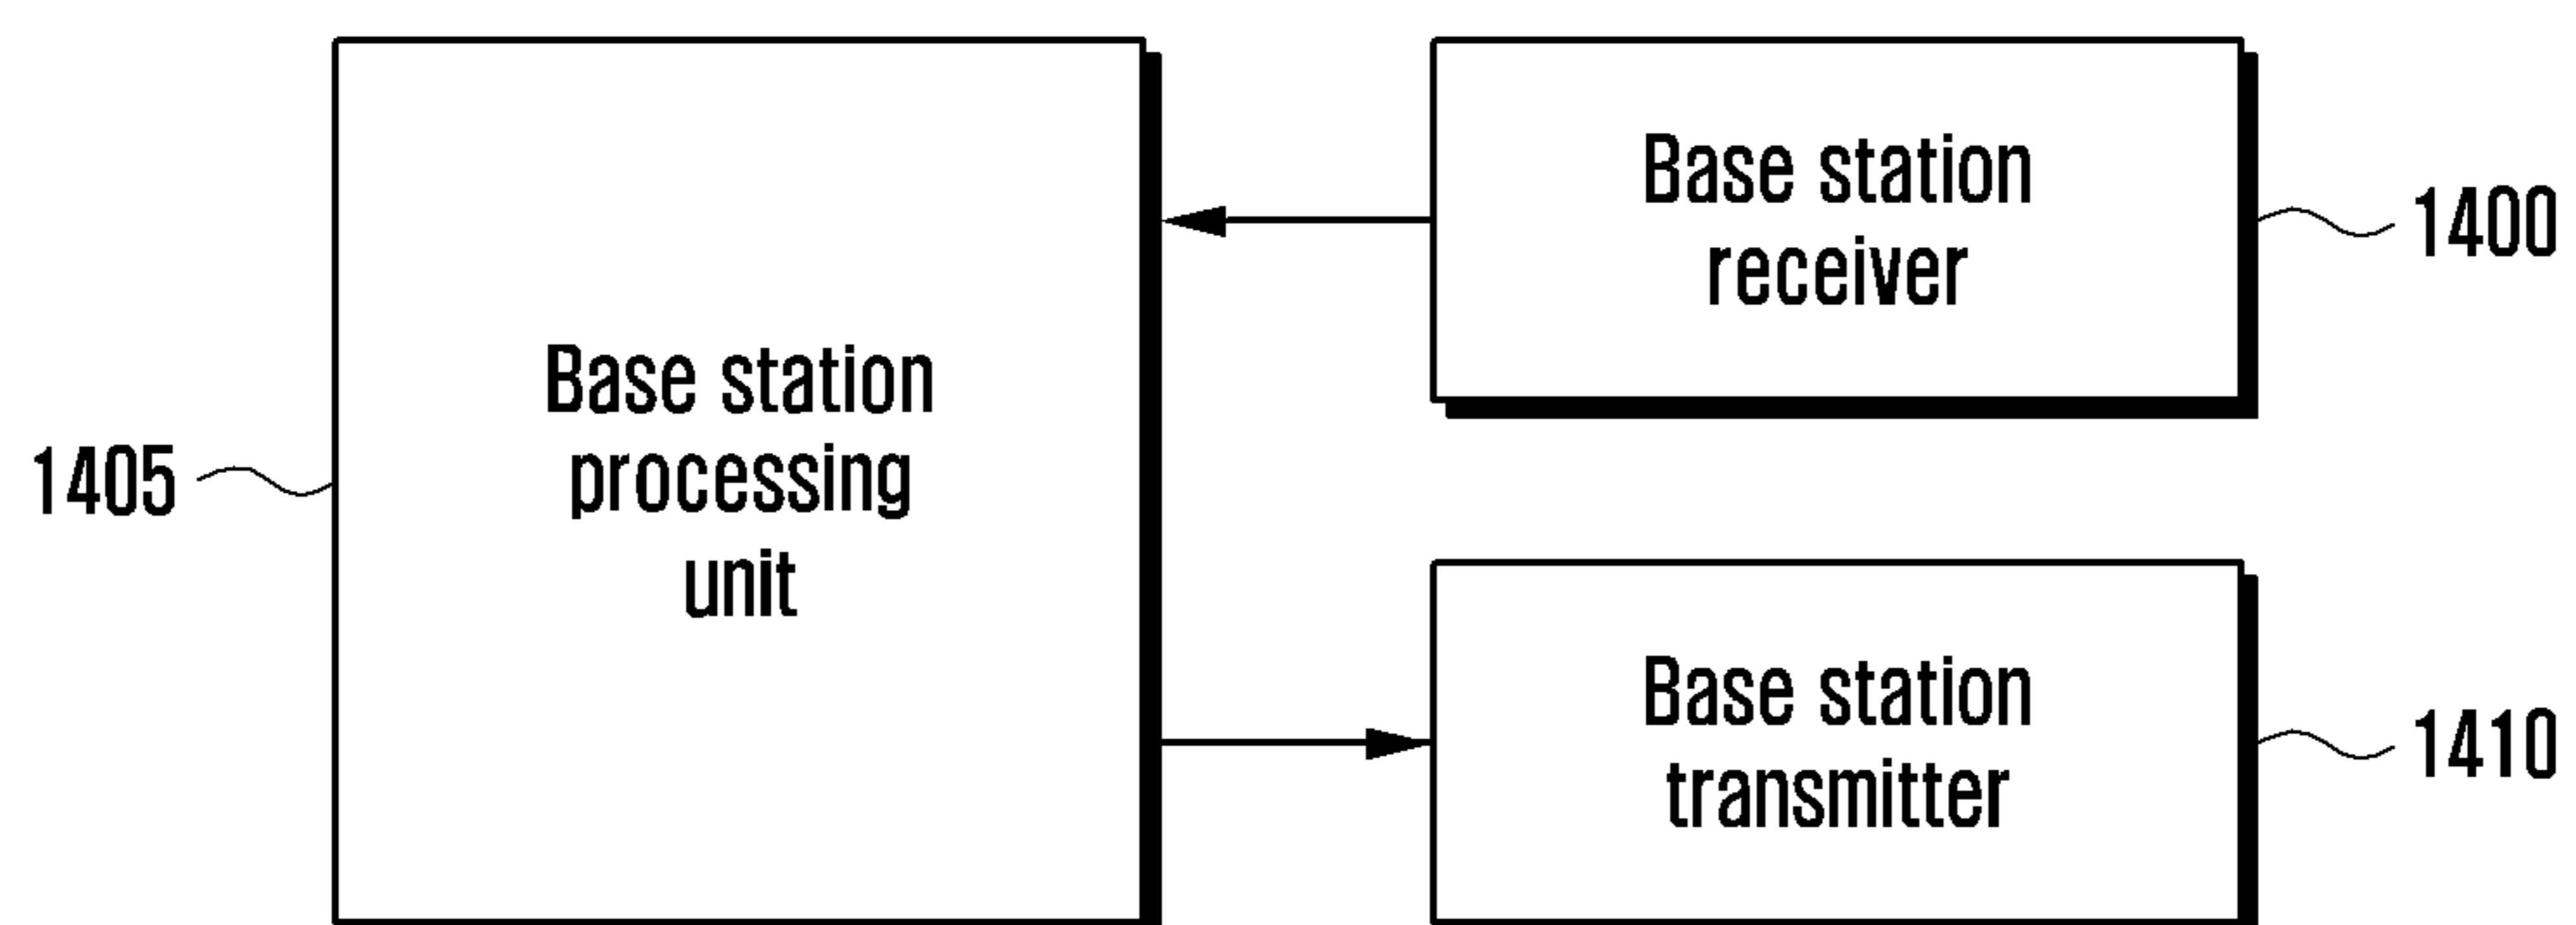 Base station
receiver
1400
Base station
processing
unit
1405
Base station
transmitter
1410